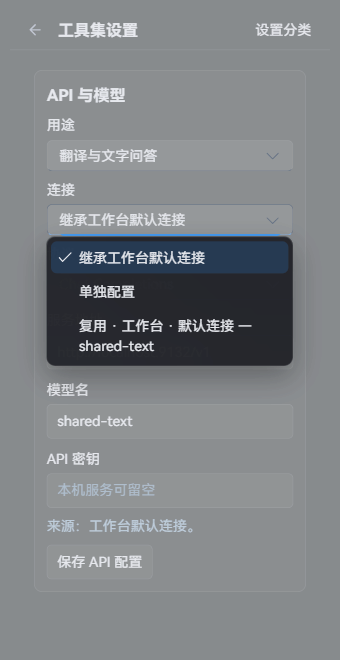 工具集设置
设置分类
API 与模型
用途
翻译与文字问答
连接
继承工作台默认连接
继承工作台默认连接
单独配置
复用 · 工作台 · 默认连接 —
shared-text
模型名
shared-text
API 密钥
本机服务可留空
来源：工作台默认连接。
保存 API 配置